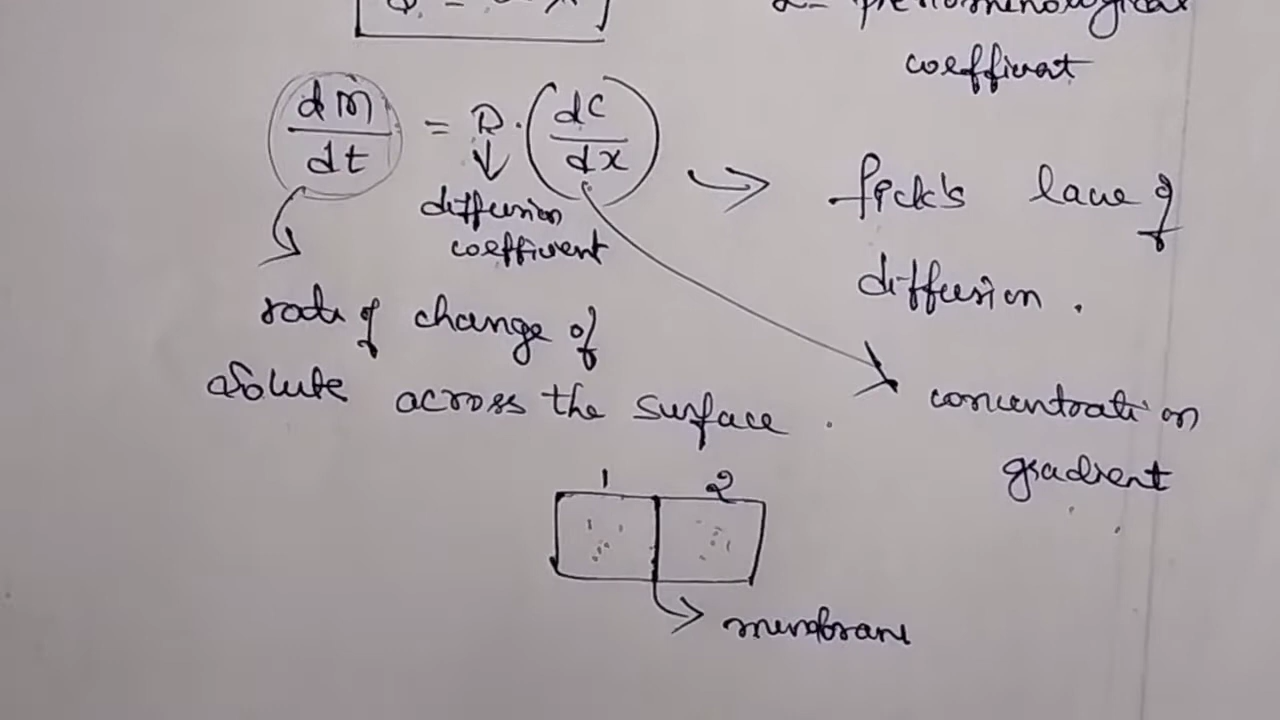 α = phenominological
coefficient
dm/dt = D . (dc/dx) → fick's law of
diffusion .
diffusion
coefficient
rate of change of
solute across the surface .
concentration
gradient
1 2
membrane